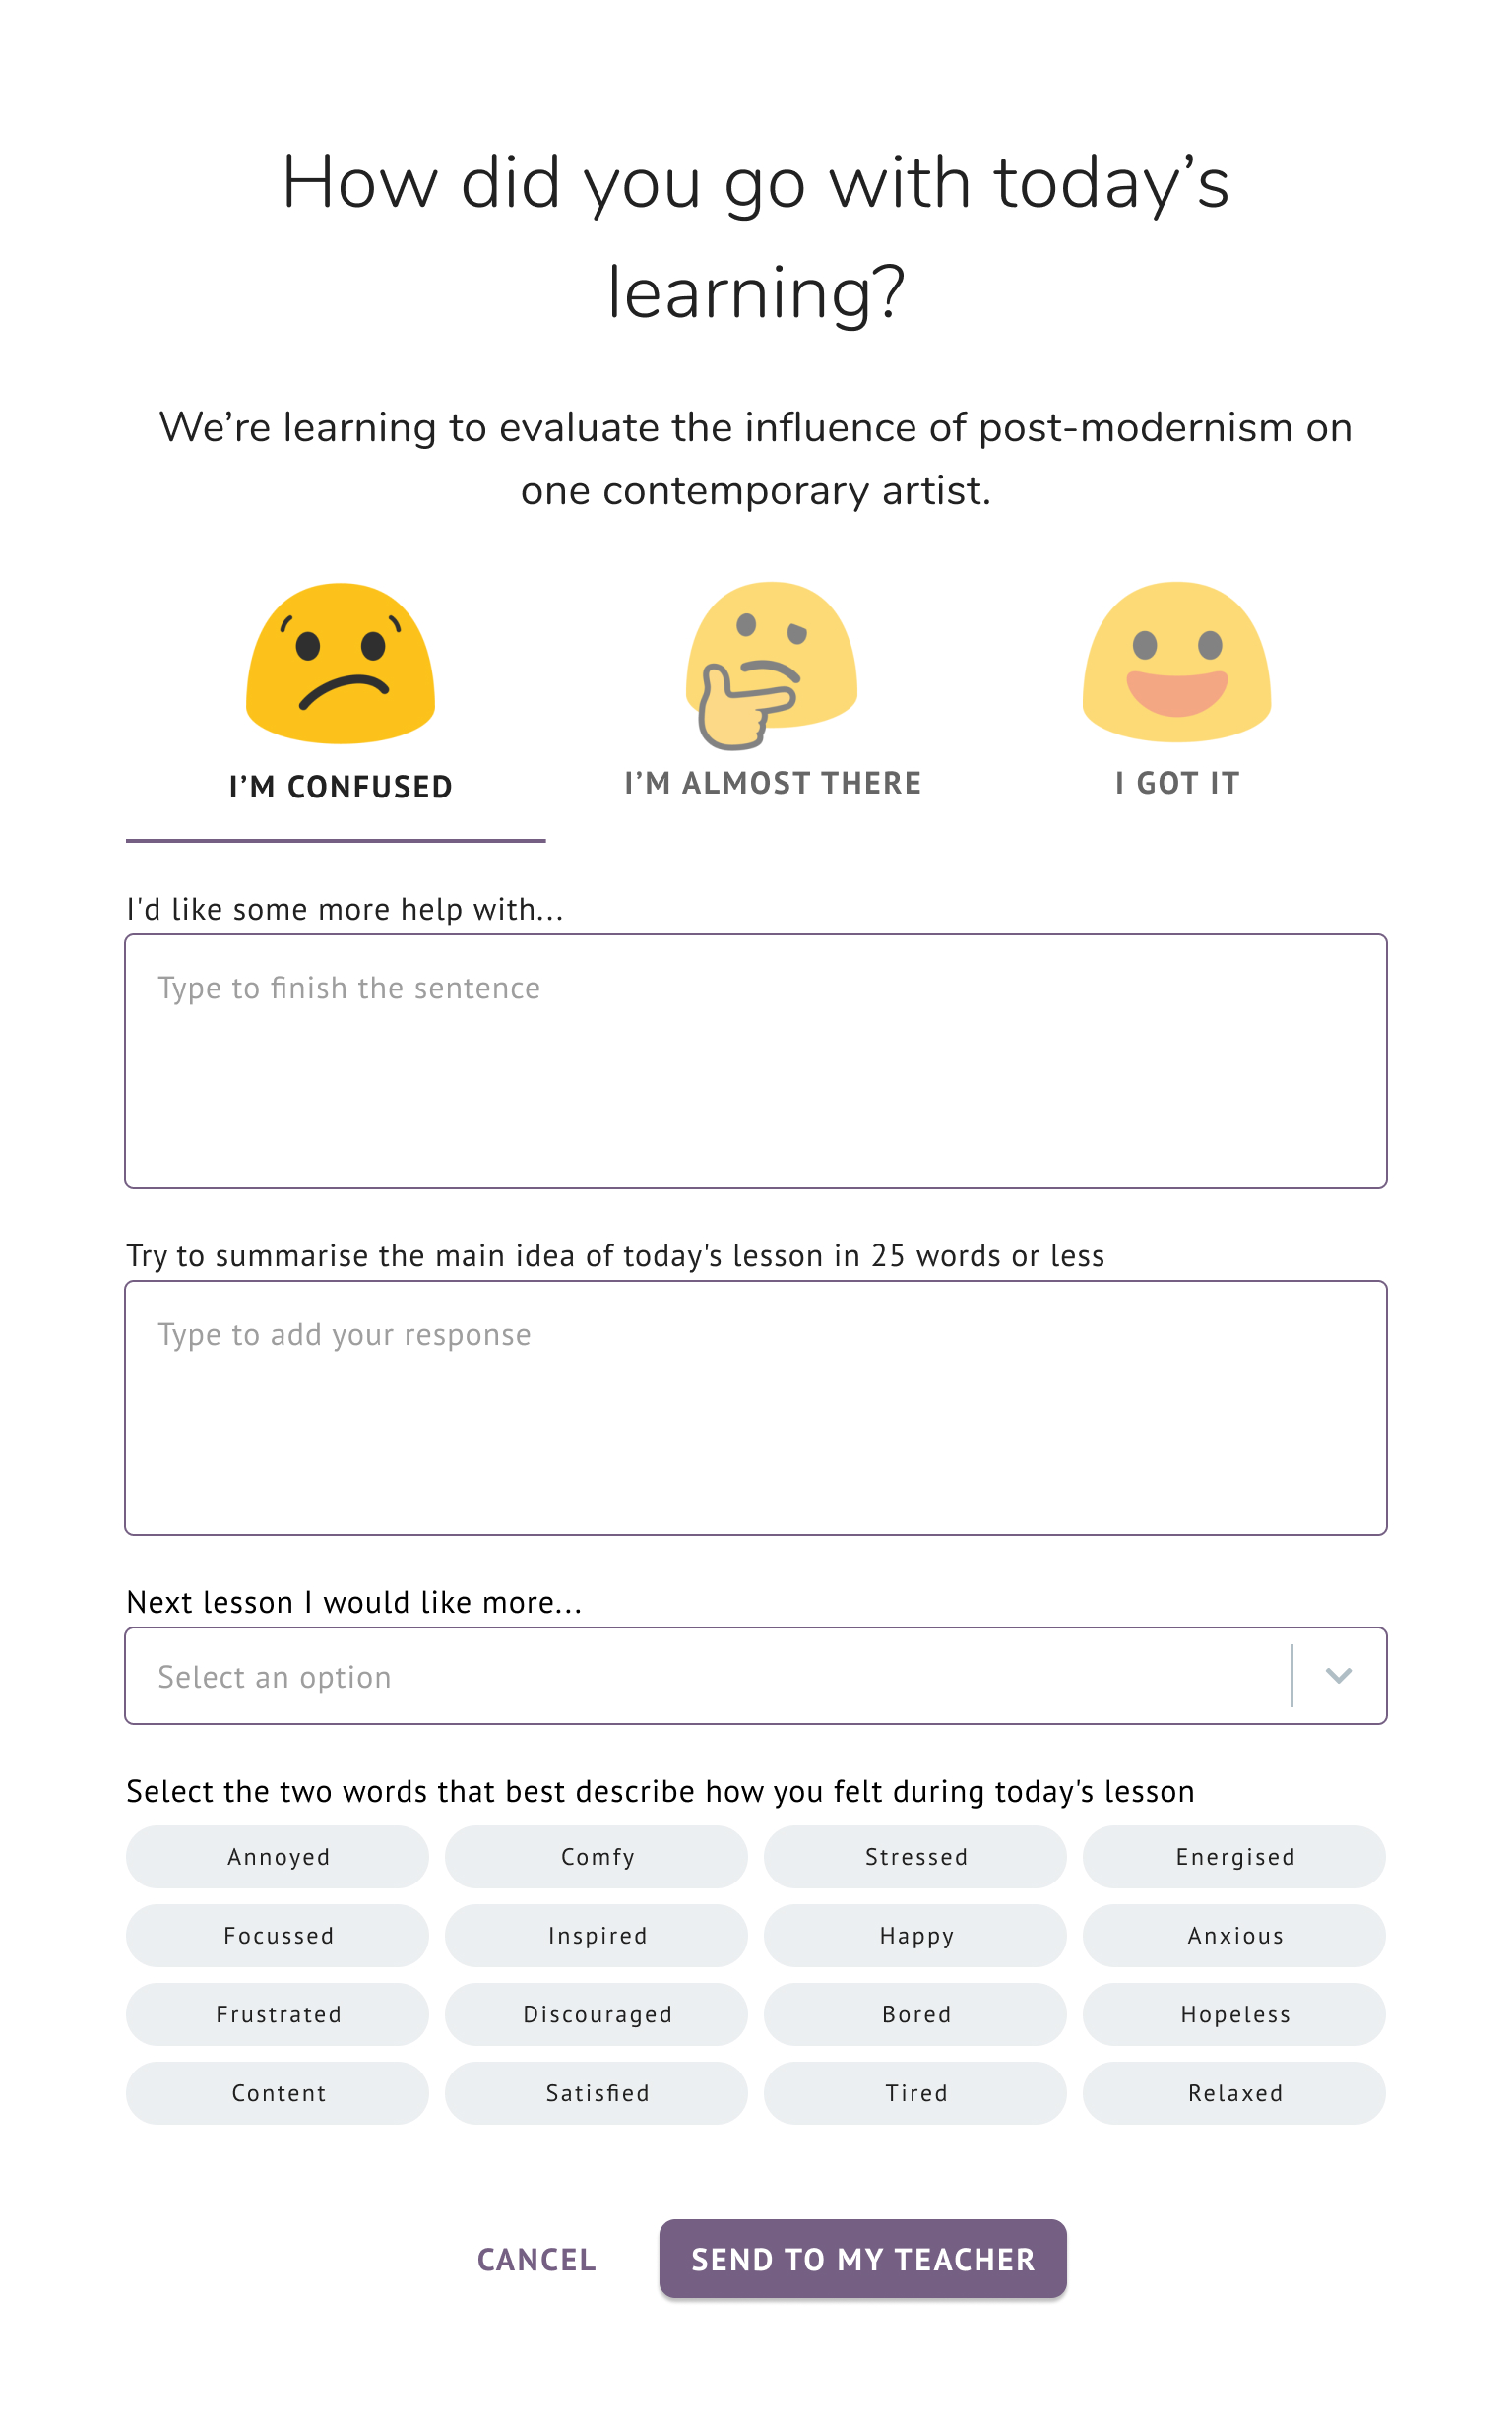 How did you go with today’s
learning?
We’re learning to evaluate the influence of post-modernism on
one contemporary artist.
I’M CONFUSED
I’M ALMOST THERE
I GOT IT
I'd like some more help with...
Type to finish the sentence
Try to summarise the main idea of today's lesson in 25 words or less
Type to add your response
Next lesson I would like more...
Select an option
Select the two words that best describe how you felt during today's lesson
Annoyed
Comfy
Stressed
Energised
Focussed
Inspired
Happy
Anxious
Frustrated
Discouraged
Bored
Hopeless
Content
Satisfied
Tired
Relaxed
CANCEL
SEND TO MY TEACHER